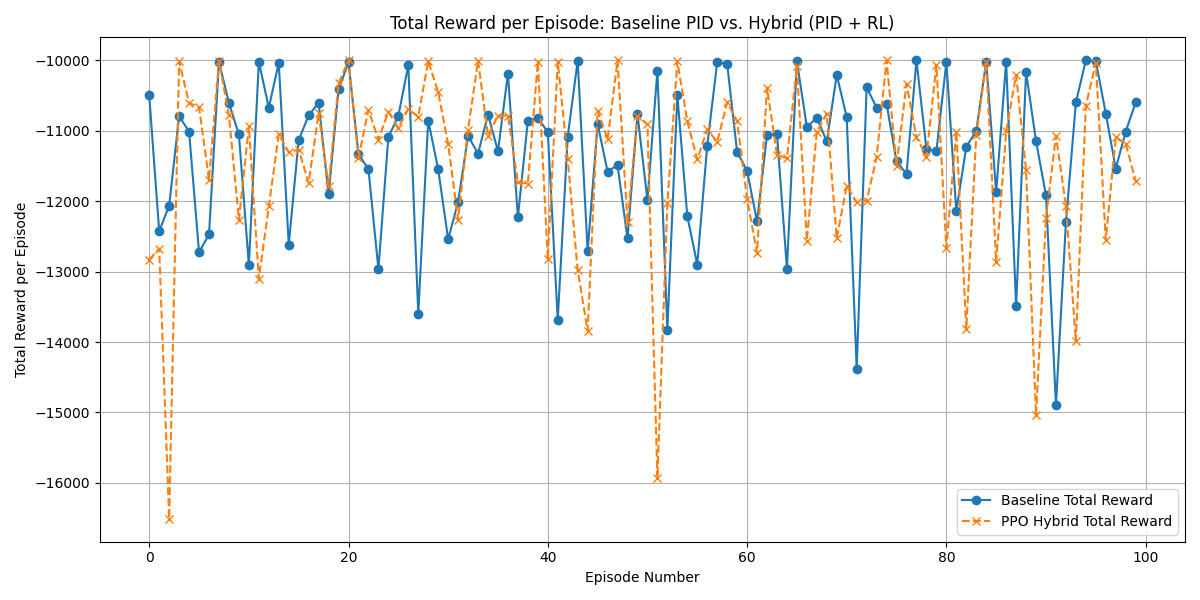 Total Reward per Episode: Baseline PID vs. Hybrid (PID + RL)
Total Reward per Episode
−10000
−11000
−12000
−13000
−14000
−15000
−16000
0
20
40
60
80
100
Episode Number
Baseline Total Reward
PPO Hybrid Total Reward